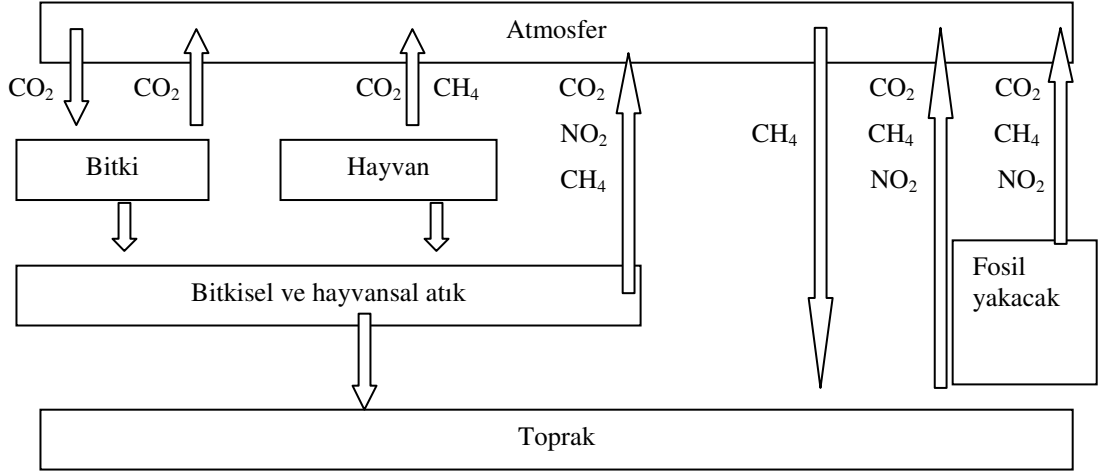 Atmosfer
CO₂
CO₂
CO₂ CH₄
CO₂
NO₂
CH₄
CH₄
CO₂
CH₄
NO₂
CO₂
CH₄
NO₂
Bitki
Hayvan
Fosil
yakacak
Bitkisel ve hayvansal atık
Toprak